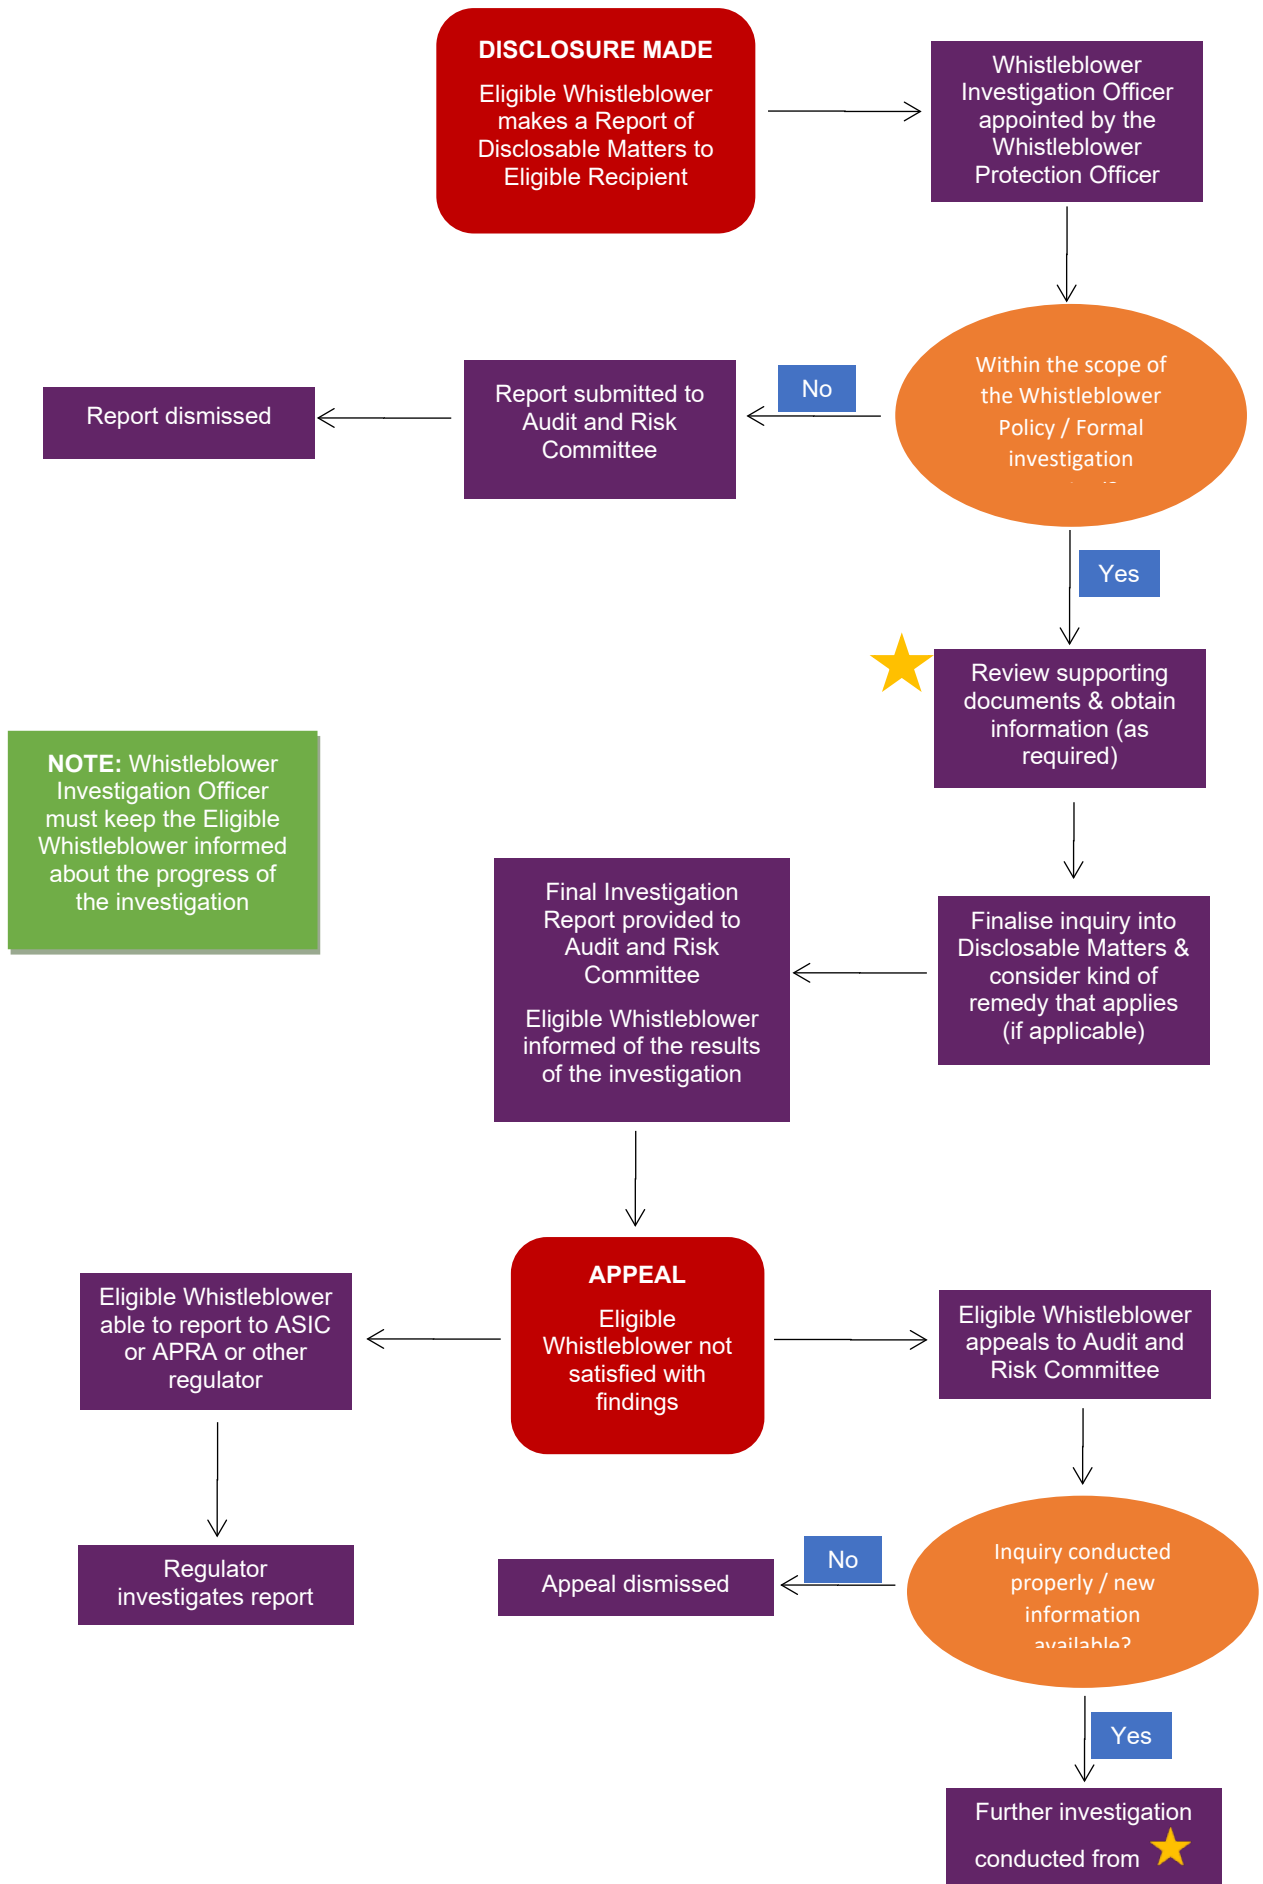 DISCLOSURE MADE
Eligible Whistleblower
makes a Report of
Disclosable Matters to
Eligible Recipient
Whistleblower
Investigation Officer
appointed by the
Whistleblower
Protection Officer
Within the scope of
the Whistleblower
Policy / Formal
investigation
No
Report submitted to
Audit and Risk
Committee
Report dismissed
Yes
Review supporting
documents & obtain
information (as
required)
NOTE: Whistleblower
Investigation Officer
must keep the Eligible
Whistleblower informed
about the progress of
the investigation
Finalise inquiry into
Disclosable Matters &
consider kind of
remedy that applies
(if applicable)
Final Investigation
Report provided to
Audit and Risk
Committee
Eligible Whistleblower
informed of the results
of the investigation
APPEAL
Eligible
Whistleblower not
satisfied with
findings
Eligible Whistleblower
able to report to ASIC
or APRA or other
regulator
Regulator
investigates report
Eligible Whistleblower
appeals to Audit and
Risk Committee
Inquiry conducted
properly / new
information
available?
No
Appeal dismissed
Yes
Further investigation
conducted from